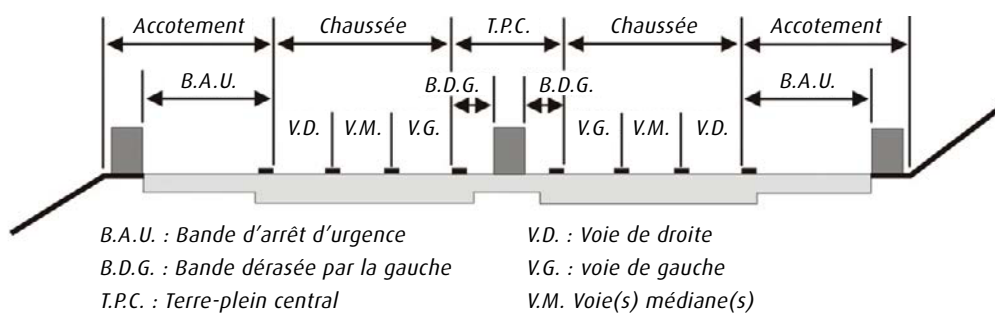 Accotement Chaussée T.P.C. Chaussée Accotement
B.A.U. B.D.G. B.D.G. B.A.U.
V.D. V.M. V.G. V.G. V.M. V.D.
B.A.U. : Bande d'arrêt d'urgence
B.D.G. : Bande dérasée par la gauche
T.P.C. : Terre-plein central
V.D. : Voie de droite
V.G. : voie de gauche
V.M. Voie(s) médiane(s)